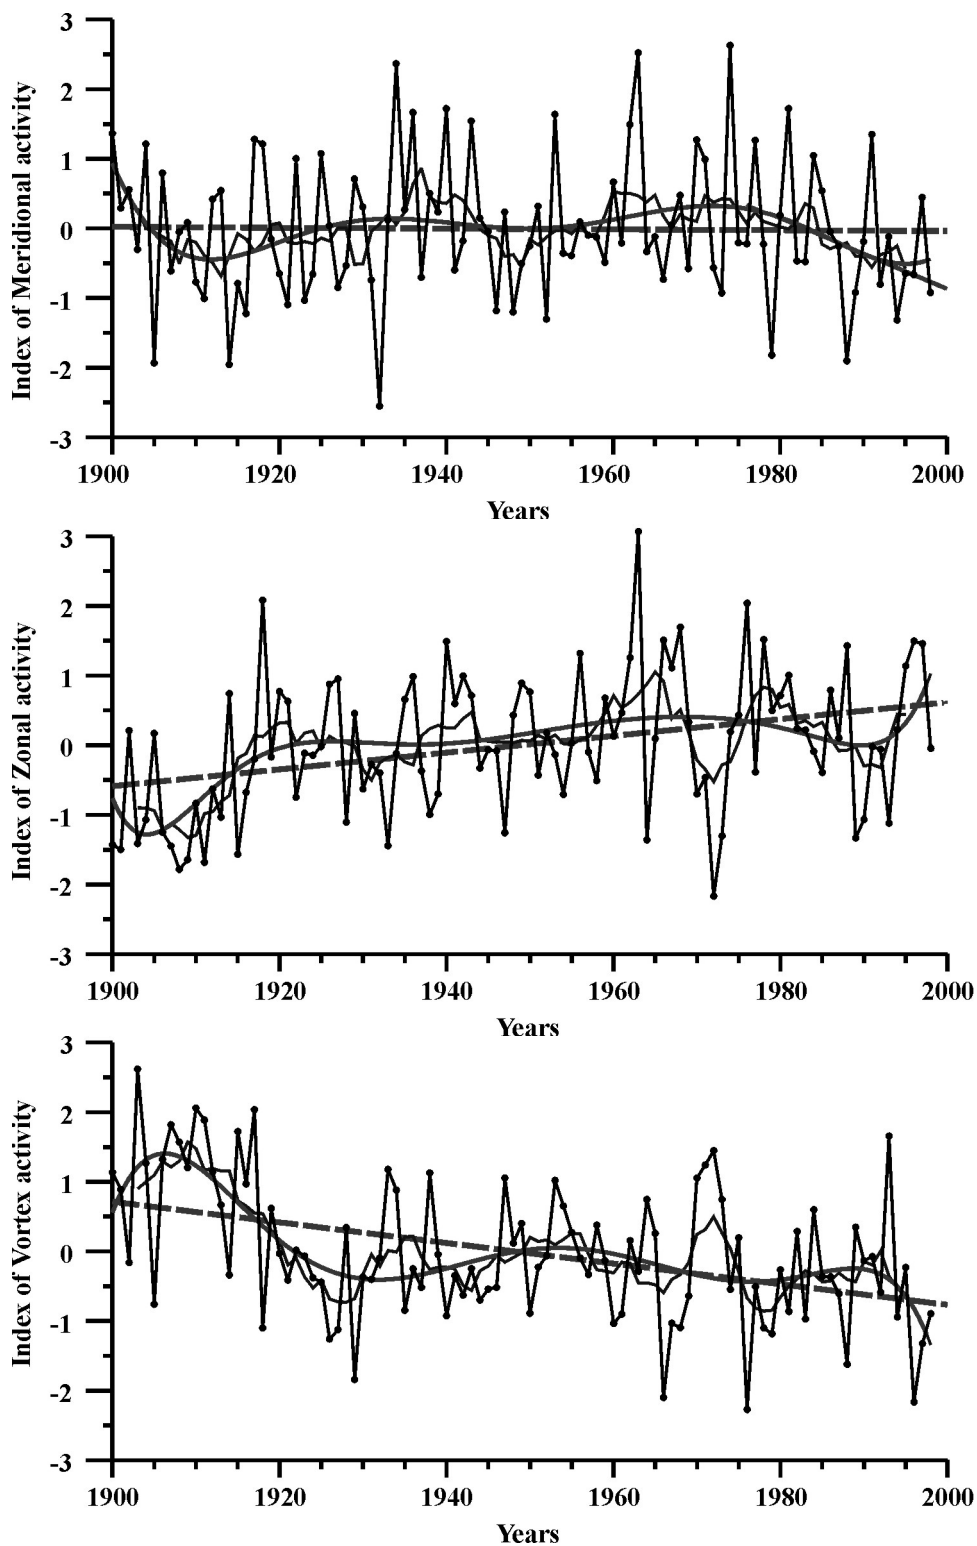 Index of Meridional activity
3
2
1
0
-1
-2
-3
1900 1920 1940 1960 1980 2000
Years
Index of Zonal activity
3
2
1
0
-1
-2
-3
1900 1920 1940 1960 1980 2000
Years
Index of Vortex activity
3
2
1
0
-1
-2
-3
1900 1920 1940 1960 1980 2000
Years